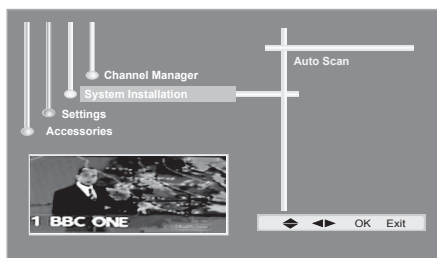 Channel Manager
System Installation
Settings
Accessories
Auto Scan
1 BBC ONE
OK Exit